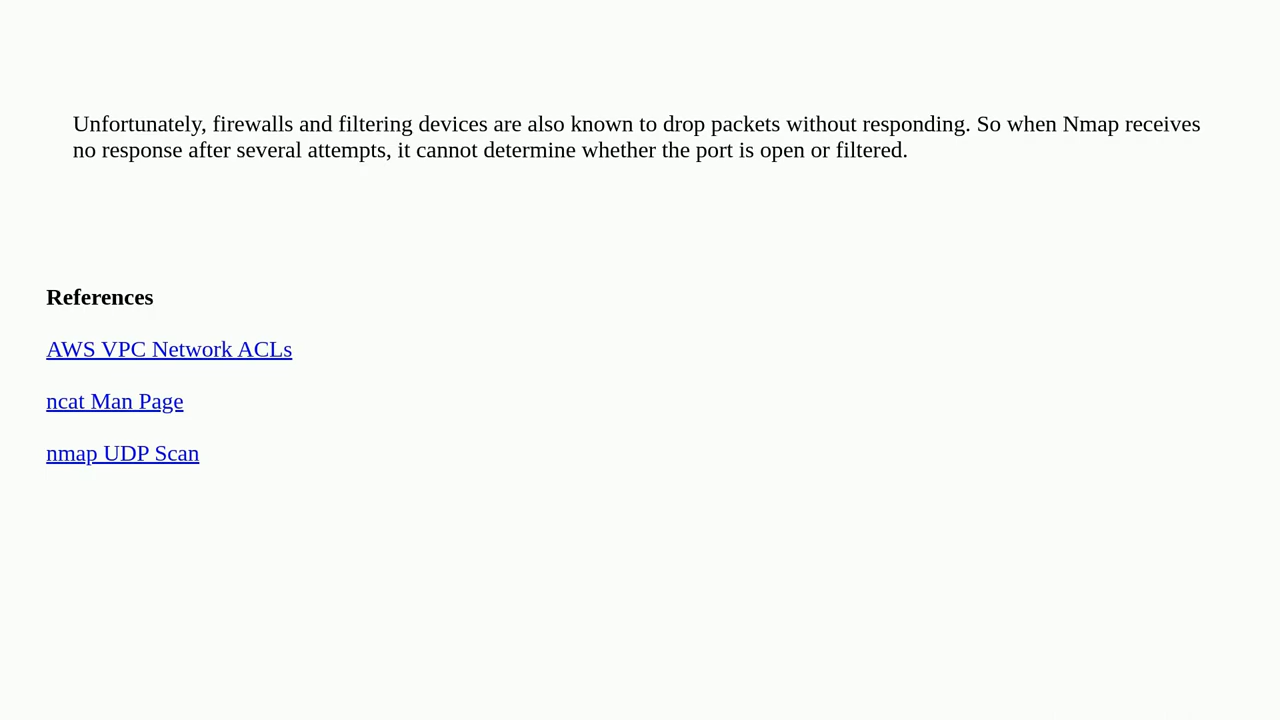 Unfortunately, firewalls and filtering devices are also known to drop packets without responding. So when Nmap receives
no response after several attempts, it cannot determine whether the port is open or filtered.
References
AWS VPC Network ACLs
ncat Man Page
nmap UDP Scan